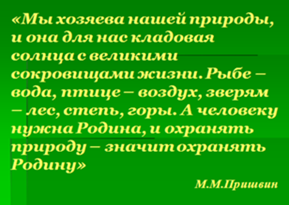 «Мы хозяева нашей природы,
и она для нас кладовая
солнца с великими
сокровищами жизни. Рыбе –
вода, птице – воздух, зверям
– лес, степь, горы. А человеку
нужна Родина, и охранять
природу – значит охранять
Родину»
М.М.Пришвин